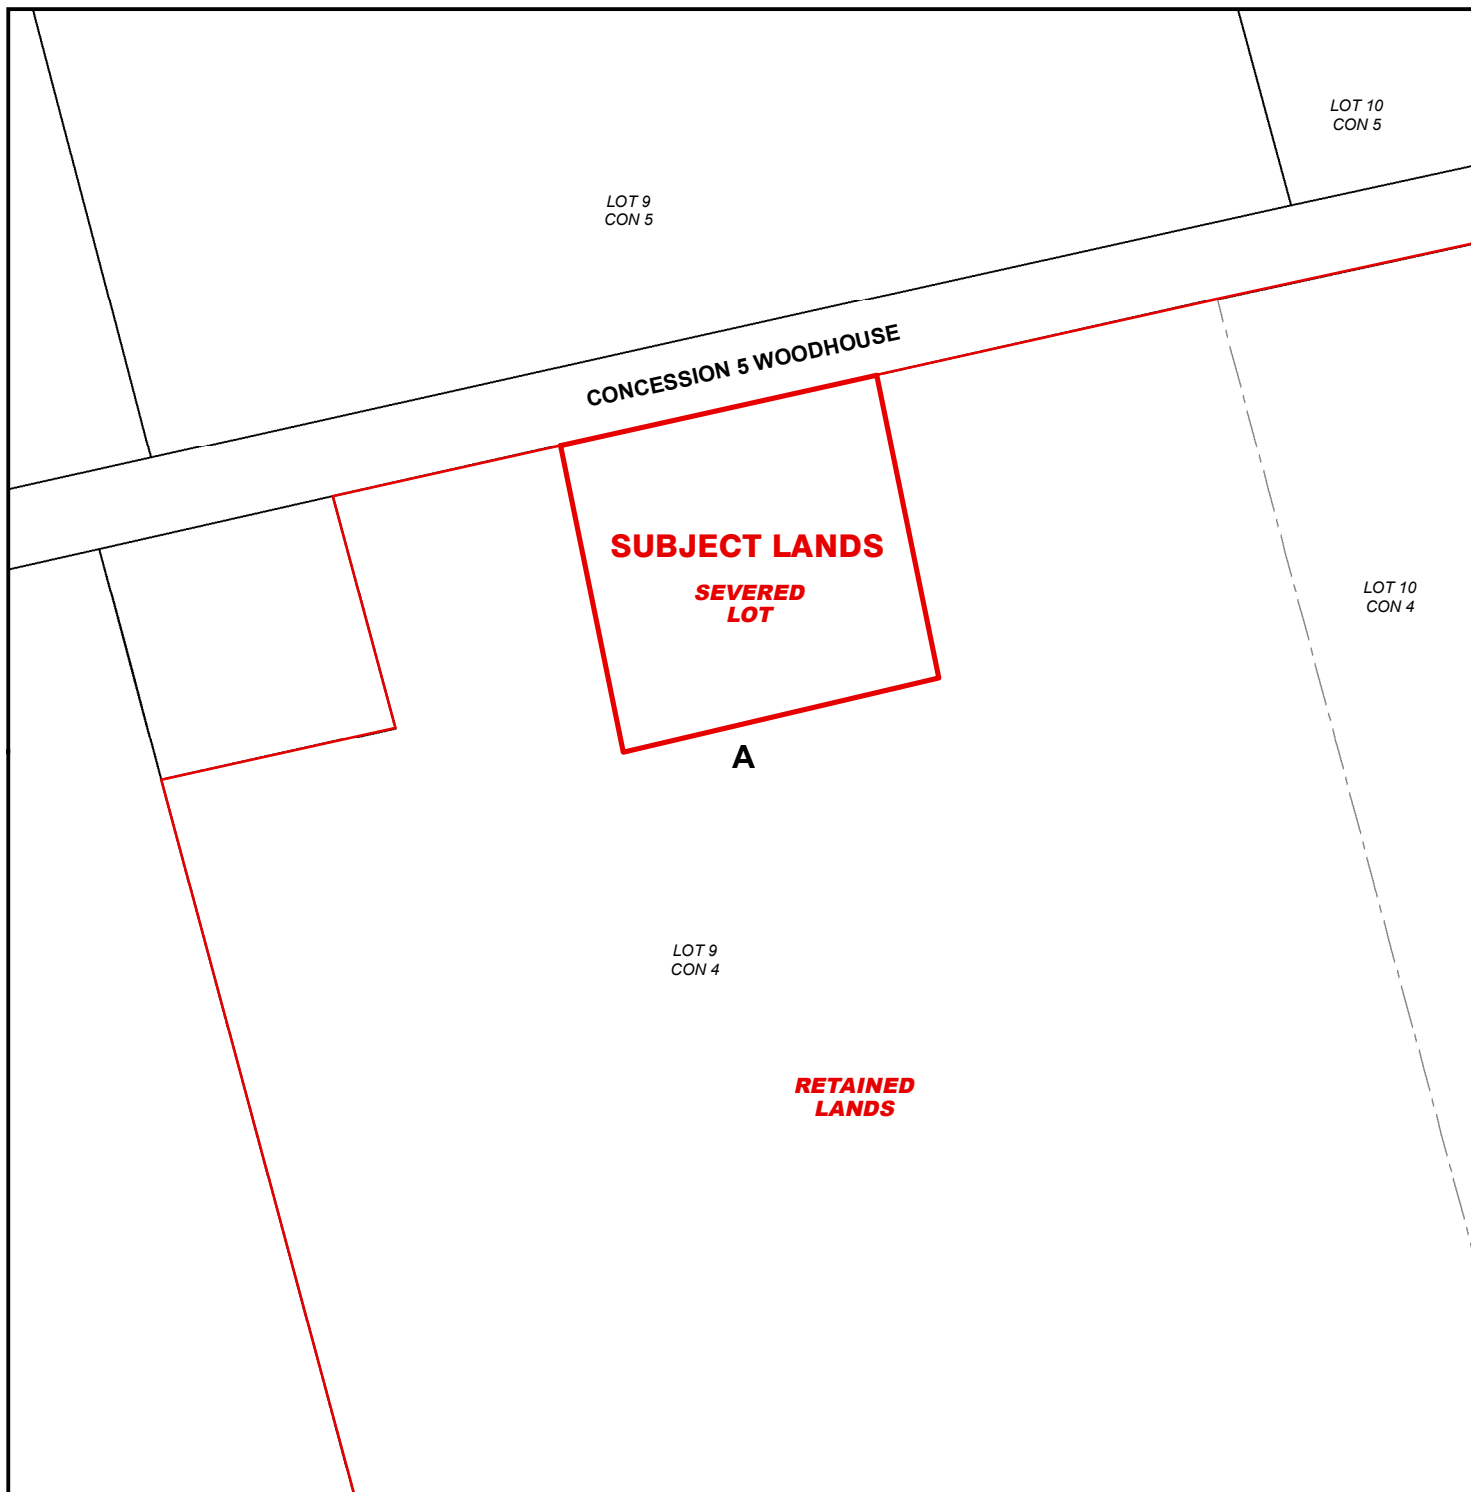 LOT 10
CON 5
LOT 9
CON 5
CONCESSION 5 WOODHOUSE
SUBJECT LANDS
SEVERED
LOT
LOT 10
CON 4
A
LOT 9
CON 4
RETAINED
LANDS